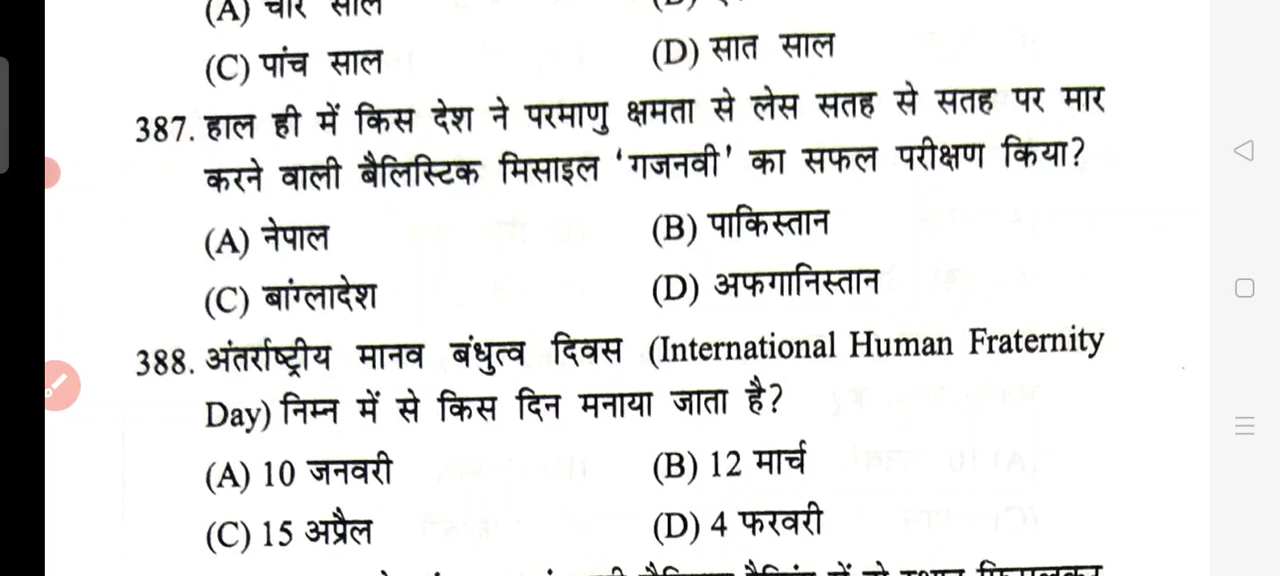 (A) चार साल
(C) पांच साल (D) सात साल
387. हाल ही में किस देश ने परमाणु क्षमता से लेस सतह से सतह पर मार
करने वाली बैलिस्टिक मिसाइल ‘गजनवी’ का सफल परीक्षण किया?
(A) नेपाल (B) पाकिस्तान
(C) बांग्लादेश (D) अफगानिस्तान
388. अंतर्राष्ट्रीय मानव बंधुत्व दिवस (International Human Fraternity
Day) निम्न में से किस दिन मनाया जाता है?
(A) 10 जनवरी (B) 12 मार्च
(C) 15 अप्रैल (D) 4 फरवरी